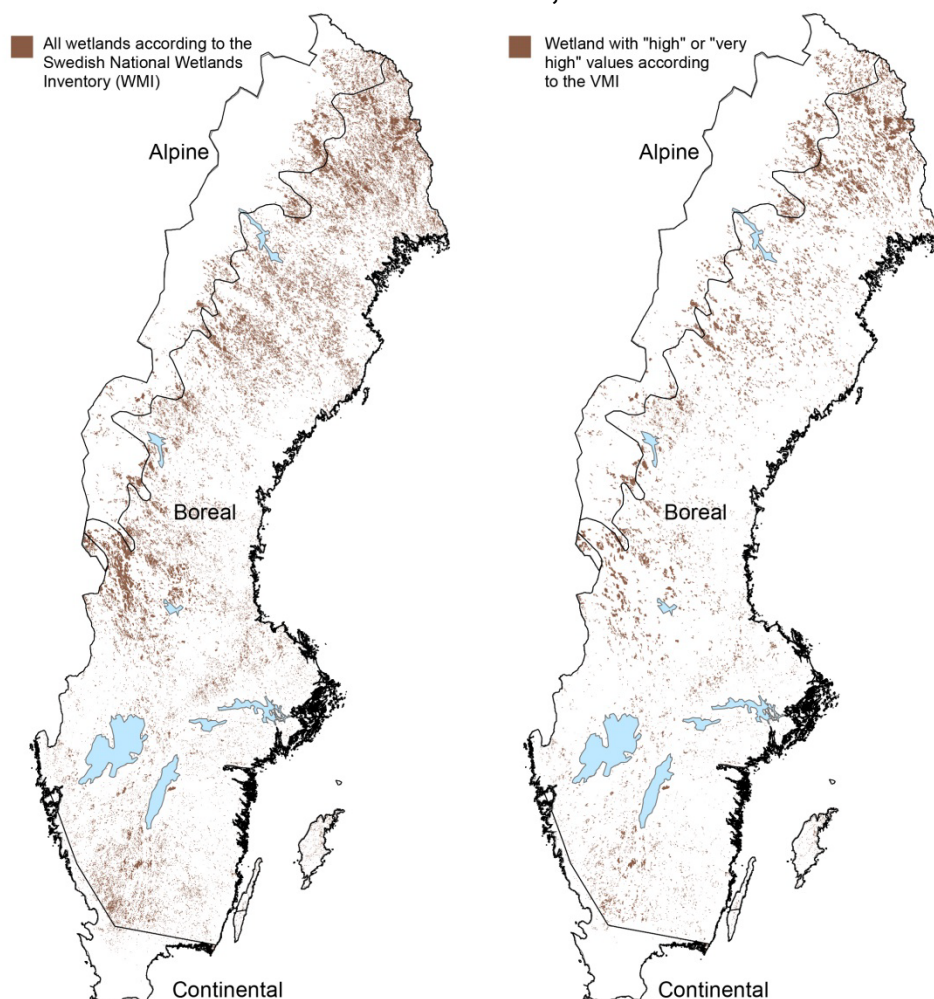 All wetlands according to the
Swedish National Wetlands
Inventory (WMI)
Alpine
Boreal
Continental
Wetland with "high" or "very
high" values according
to the VMI
Alpine
Boreal
Continental